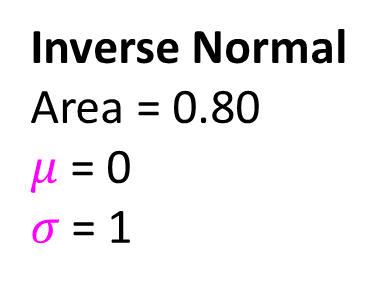 Inverse Normal
Area = 0.80
μ = 0
σ = 1